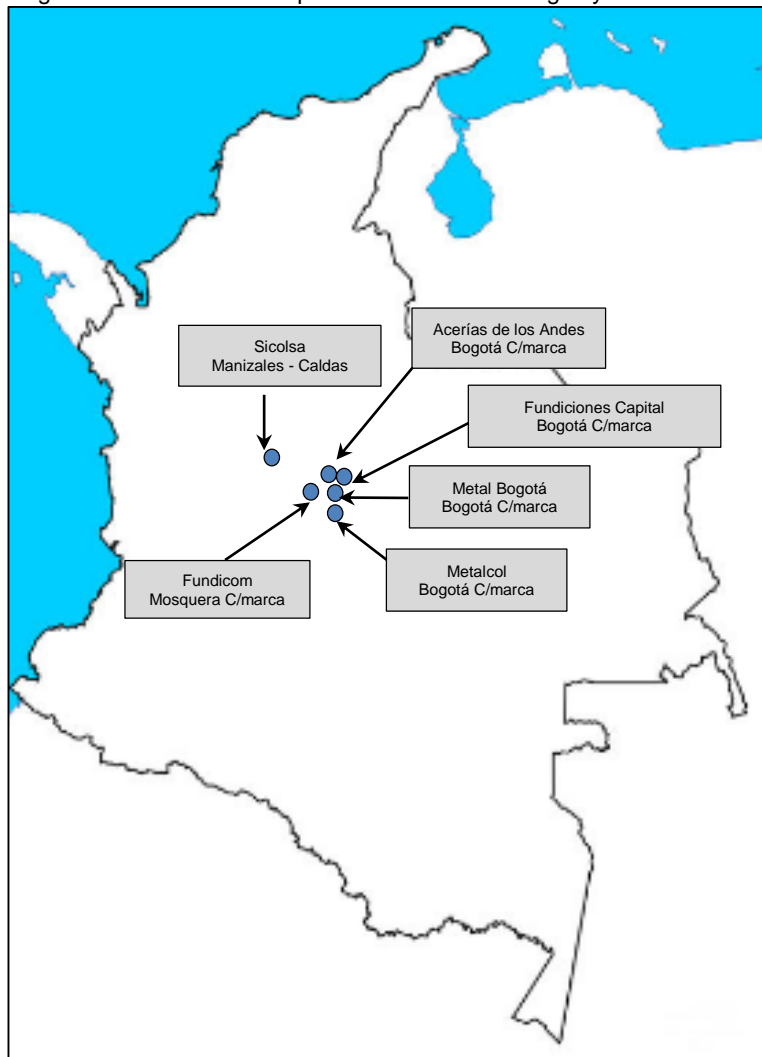 Acerías de los Andes
Bogotá C/marca
Sicolsa
Manizales - Caldas
Fundiciones Capital
Bogotá C/marca
Metal Bogotá
Bogotá C/marca
Fundicom
Mosquera C/marca
Metalcol
Bogotá C/marca